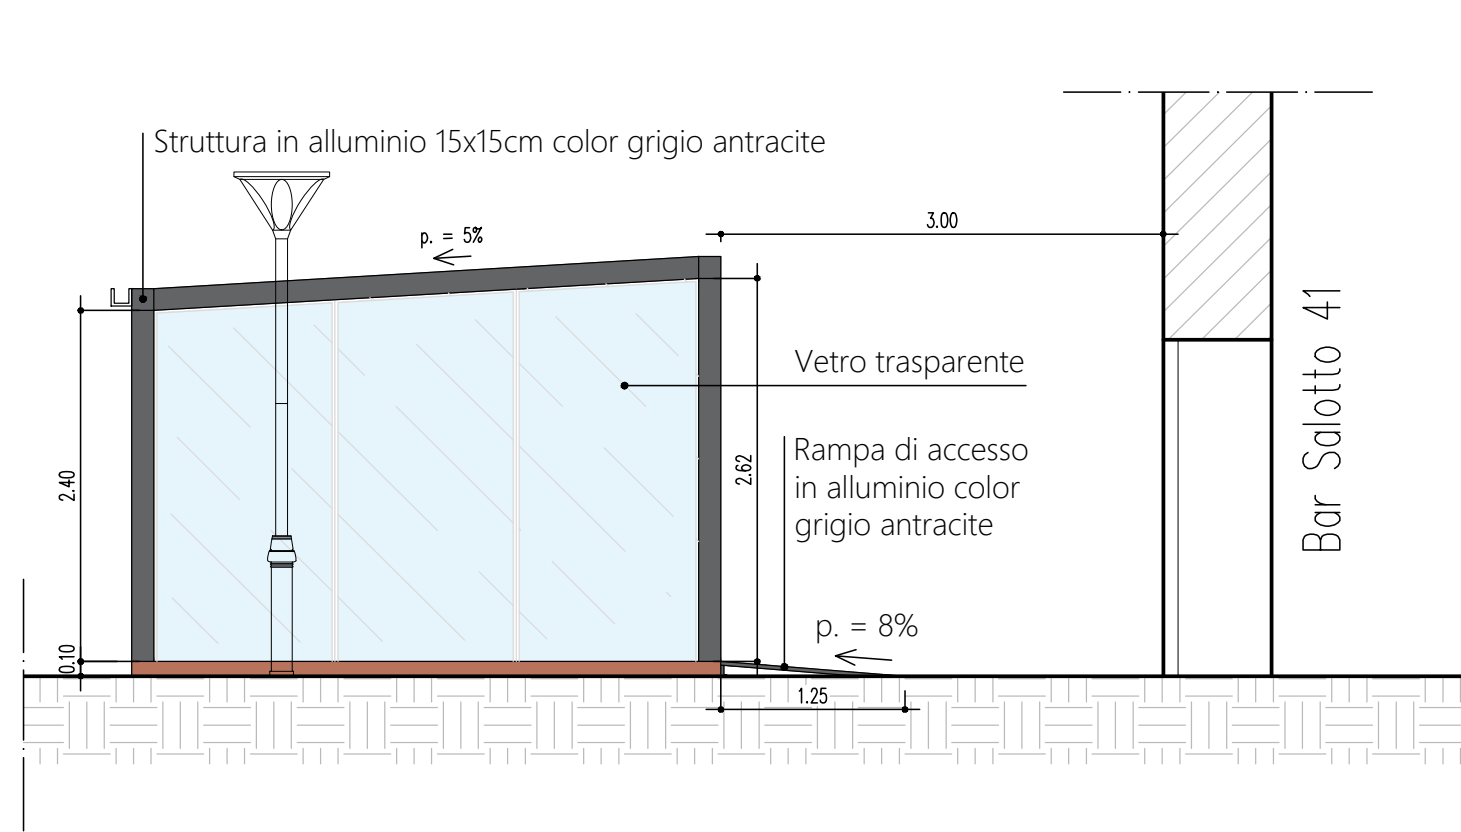 Struttura in alluminio 15x15cm color grigio antracite
p. = 5%
3.00
Vetro trasparente
Rampa di accesso
in alluminio color
grigio antracite
2.40
2.62
Bar Salotto 41
p. = 8%
0.10
1.25